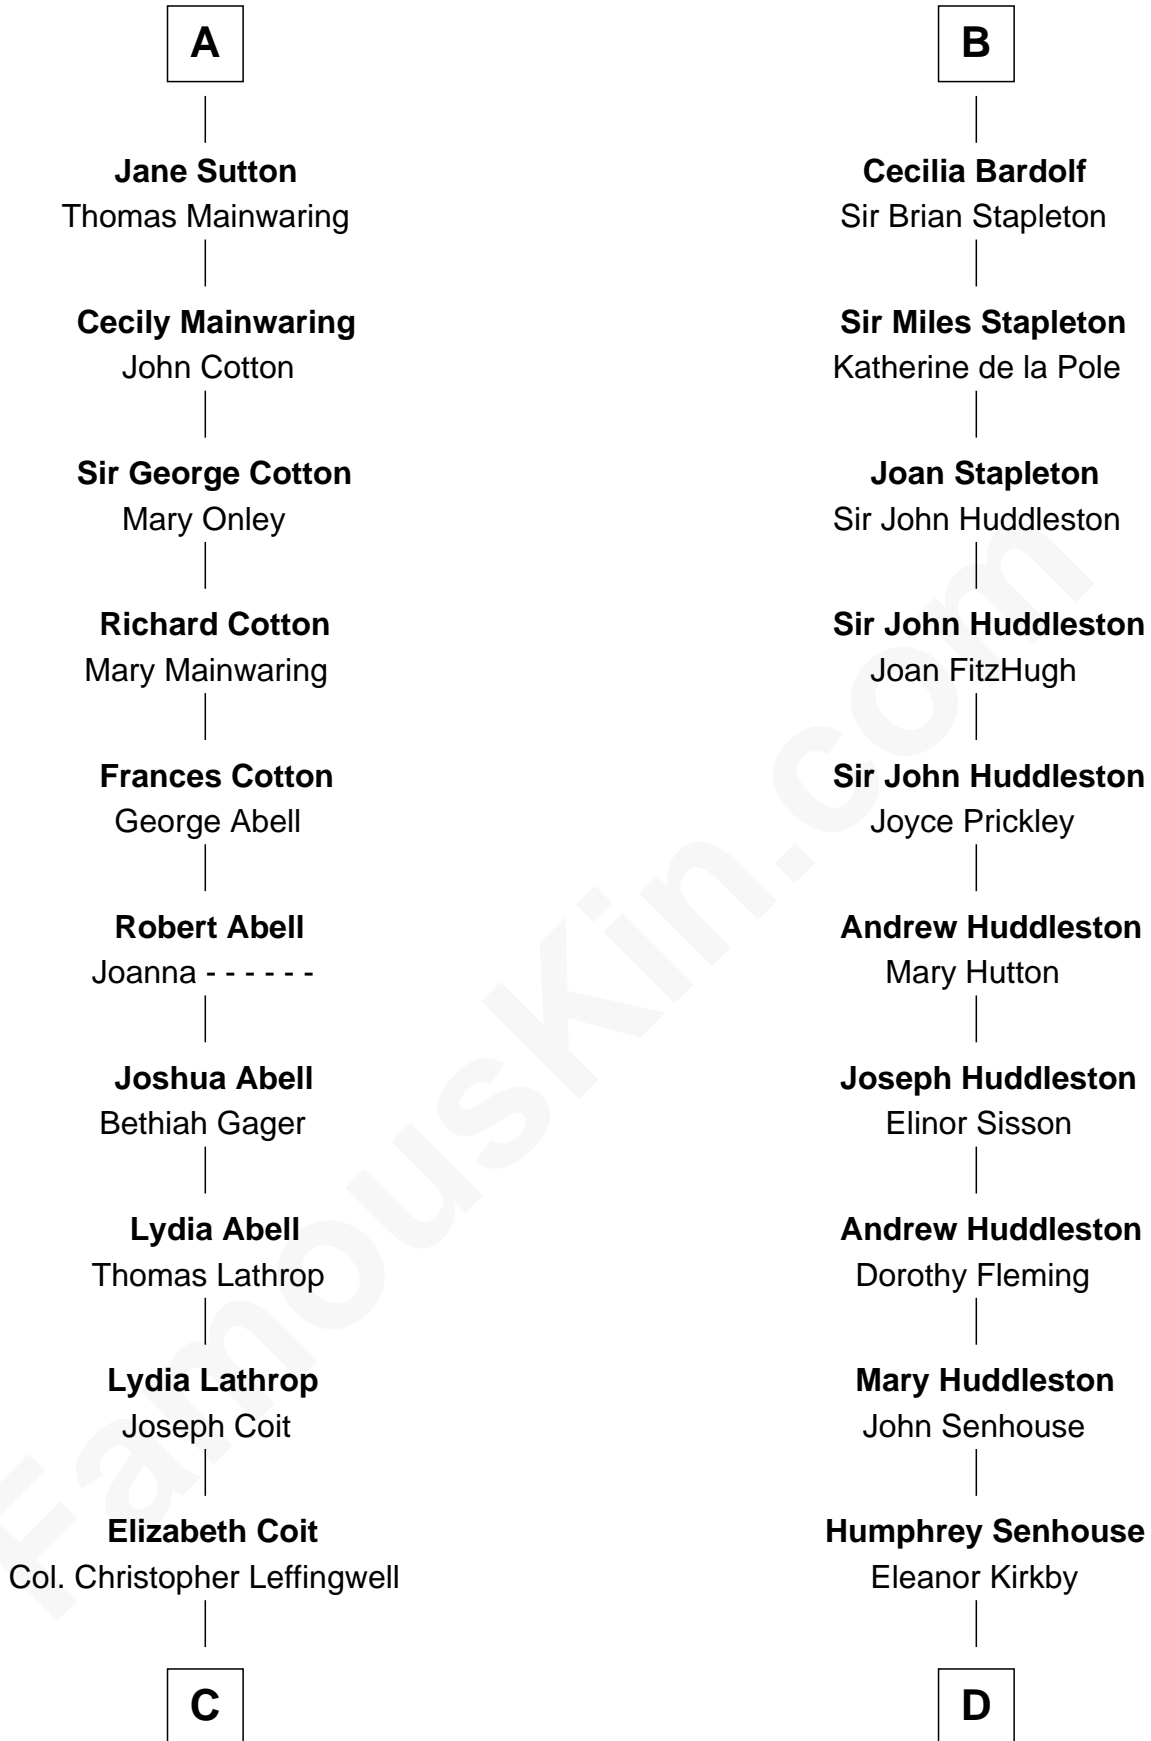 A
Jane Sutton
Thomas Mainwaring
Cecily Mainwaring
John Cotton
Sir George Cotton
Mary Onley
Richard Cotton
Mary Mainwaring
Frances Cotton
George Abell
Robert Abell
Joanna - - - - - -
Joshua Abell
Bethiah Gager
Lydia Abell
Thomas Lathrop
Lydia Lathrop
Joseph Coit
Elizabeth Coit
Col. Christopher Leffingwell
C
B
Cecilia Bardolf
Sir Brian Stapleton
Sir Miles Stapleton
Katherine de la Pole
Joan Stapleton
Sir John Huddleston
Sir John Huddleston
Joan FitzHugh
Sir John Huddleston
Joyce Prickley
Andrew Huddleston
Mary Hutton
Joseph Huddleston
Elinor Sisson
Andrew Huddleston
Dorothy Fleming
Mary Huddleston
John Senhouse
Humphrey Senhouse
Eleanor Kirkby
D
FamousKin.com